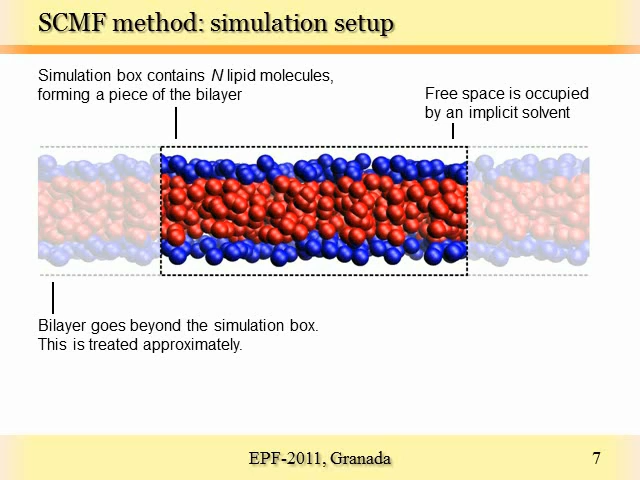 SCMF method: simulation setup
Simulation box contains N lipid molecules,
forming a piece of the bilayer
Free space is occupied
by an implicit solvent
Bilayer goes beyond the simulation box.
This is treated approximately.
EPF-2011, Granada
7